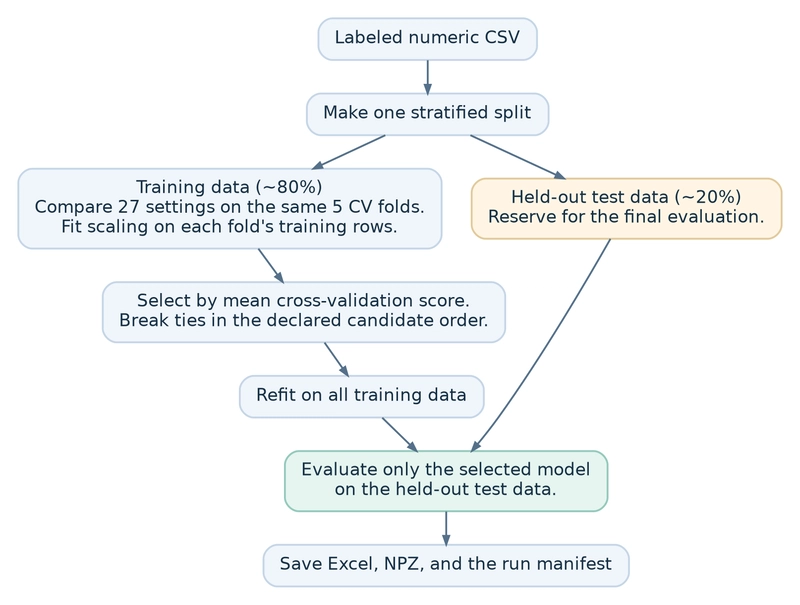 Labeled numeric CSV
Make one stratified split
Training data (~80%)
Compare 27 settings on the same 5 CV folds.
Fit scaling on each fold's training rows.
Held-out test data (~20%)
Reserve for the final evaluation.
Select by mean cross-validation score.
Break ties in the declared candidate order.
Refit on all training data
Evaluate only the selected model
on the held-out test data.
Save Excel, NPZ, and the run manifest